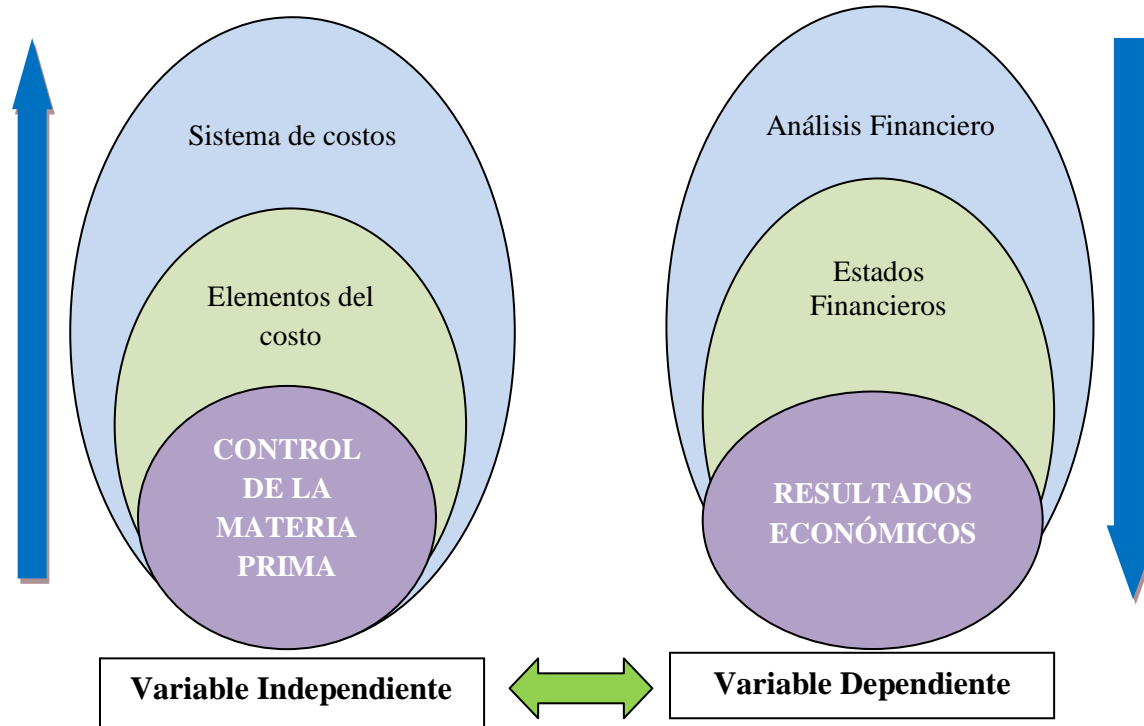 Sistema de costos
Elementos del
costo
CONTROL
DE LA
MATERIA
PRIMA
Variable Independiente
Análisis Financiero
Estados
Financieros
RESULTADOS
ECONÓMICOS
Variable Dependiente